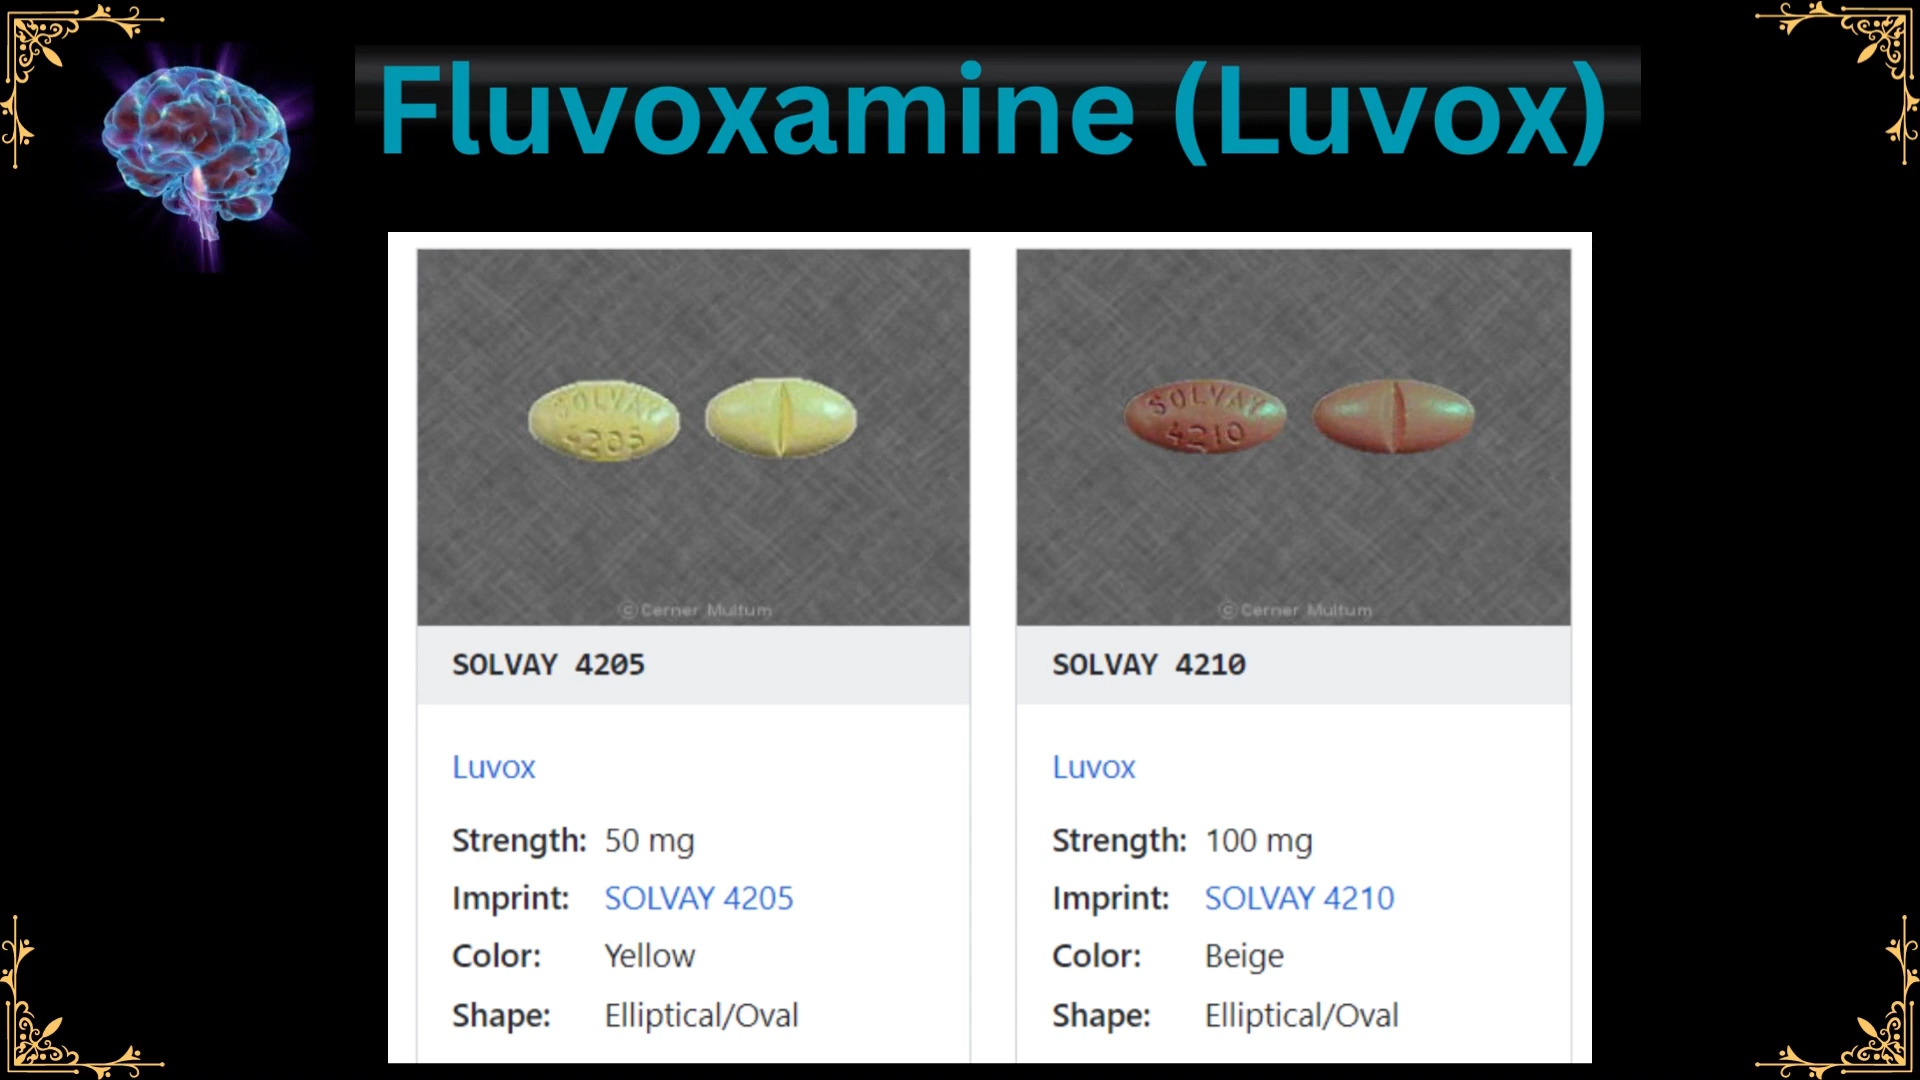 Fluvoxamine (Luvox)
SOLVAY
4205
©Cerner Multum
SOLVAY 4205
Luvox
Strength: 50 mg
Imprint: SOLVAY 4205
Color: Yellow
Shape: Elliptical/Oval
SOLVAY
4210
©Cerner Multum
SOLVAY 4210
Luvox
Strength: 100 mg
Imprint: SOLVAY 4210
Color: Beige
Shape: Elliptical/Oval